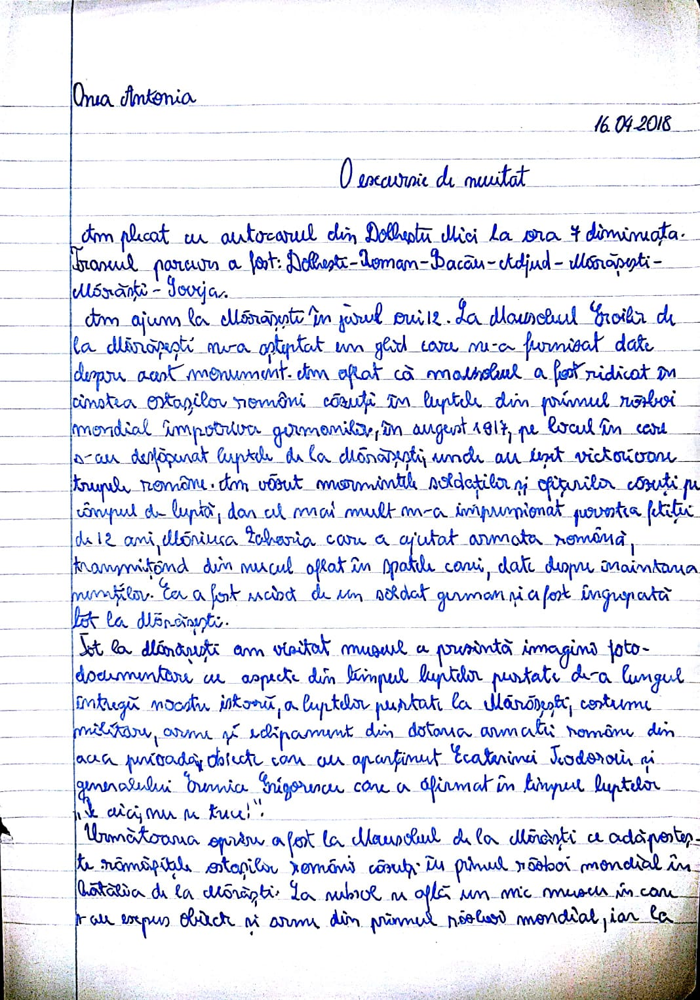 Onea Antonia
16.04.2018
O excursie de neuitat
Am plecat cu autocarul din Dolheștii Mici la ora 7 dimineața.
Traseul parcurs a fost: Dolhești-Roman-Bacău-Adjud-Mărășești-
Mărăști-Soveja.
Am ajuns la Mărășești în jurul orei 12. La Mausoleul Eroilor de
la Mărășești ne-a așteptat un ghid care ne-a furnizat date
despre acest monument. Am aflat că mausoleul a fost ridicat în
cinstea ostașilor români căzuți în luptele din primul război
mondial împotriva germanilor, în august 1917, pe locul în care
s-au desfășurat luptele de la Mărășești, unde au ieșit victorioase
trupele române. Am văzut mormintele soldaților și ofițerilor căzuți pe
câmpul de luptă, dar cel mai mult m-a impresionat povestea fetiței
de 12 ani, Măriuca Zaharia care a ajutat armata română,
transmițând din nucul aflat în spatele casei, date despre înaintarea
nemților. Ea a fost ucisă de un soldat german și a fost îngropată
tot la Mărășești.
Tot la Mărășești am vizitat muzeul ce prezintă imagini foto-
documentare cu aspecte din timpul luptelor purtate de-a lungul
întregii noastre istorii, a luptelor purtate la Mărășești, costume
militare, arme și echipament din dotarea armatei române din
acea perioadă, obiecte care au aparținut Ecaterinei Teodoroiu și
generalului Eremia Grigorescu care a afirmat în timpul luptelor
„Pe aici nu se trece!".
Următoarea oprire a fost la Mausoleul de la Mărăști ce adăposteș-
te rămășițele ostașilor români căzuți în primul război mondial în
bătălia de la Mărăști. La subsol se află un mic muzeu în care
s-au expus obiecte și arme din primul război mondial, iar la